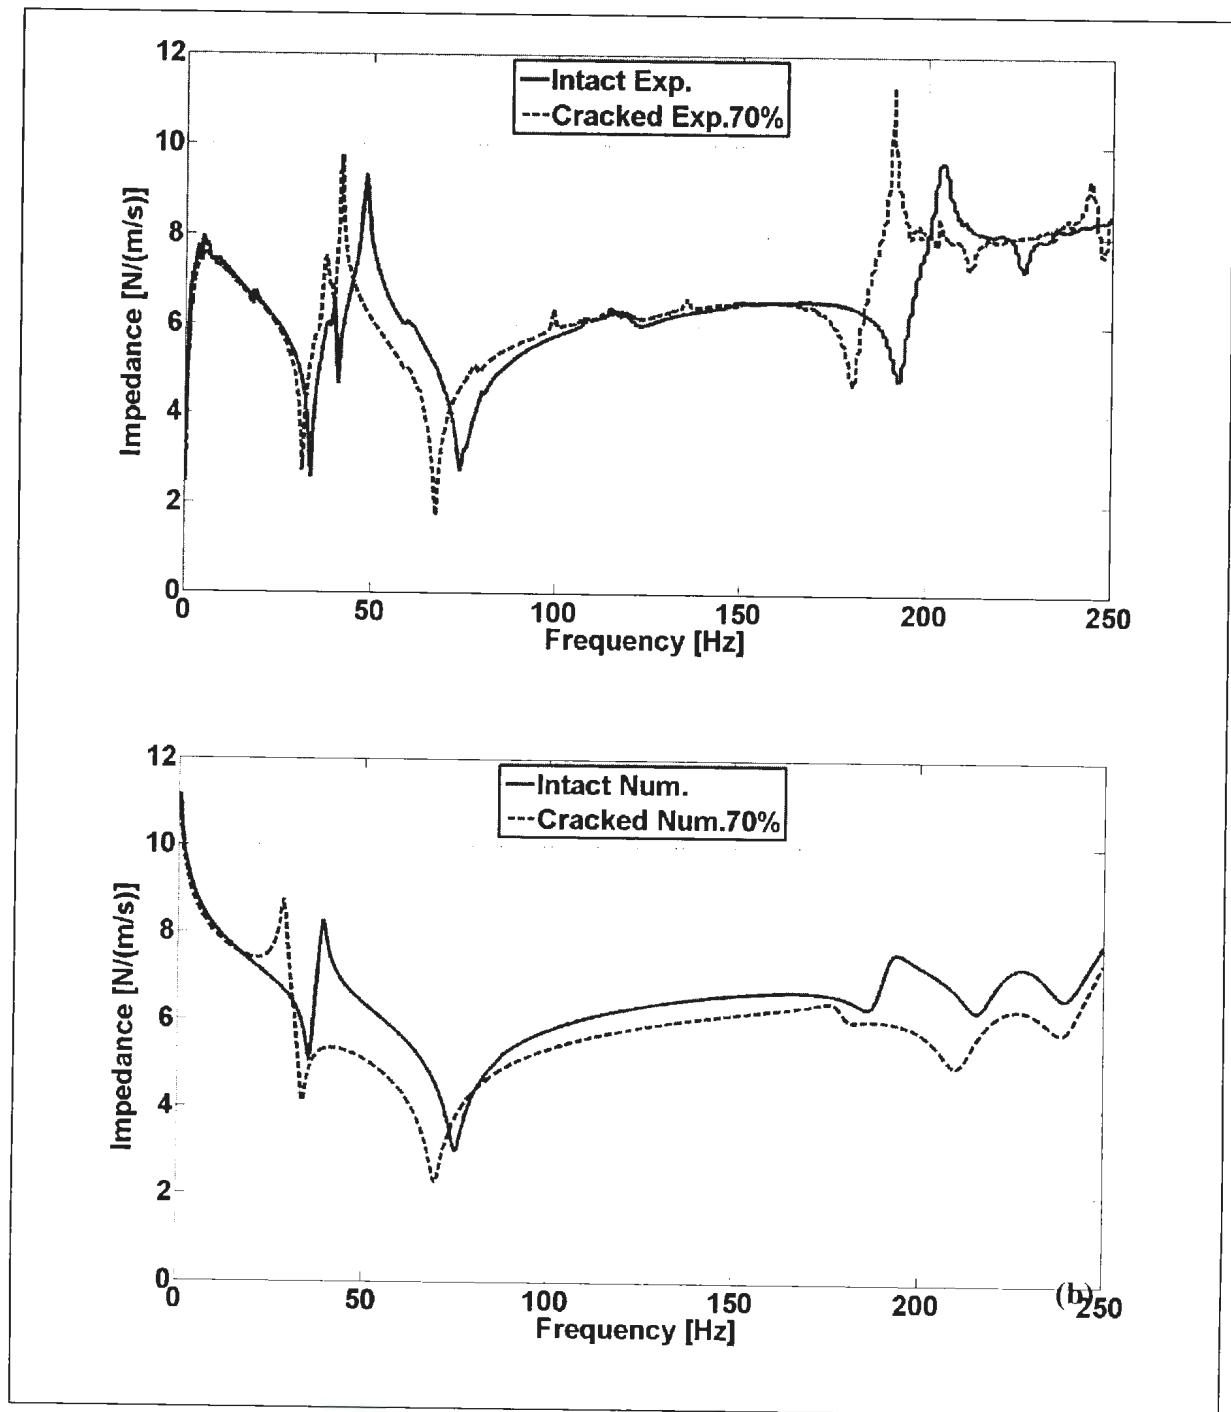 12
10
8
6
4
2
0
Impedance [N/(m/s)]
Intact Exp.
Cracked Exp.70%
0 50 100 150 200 250
Frequency [Hz]
12
10
8
6
4
2
0
Impedance [N/(m/s)]
Intact Num.
Cracked Num.70%
0 50 100 150 200 250
(b)
Frequency [Hz]